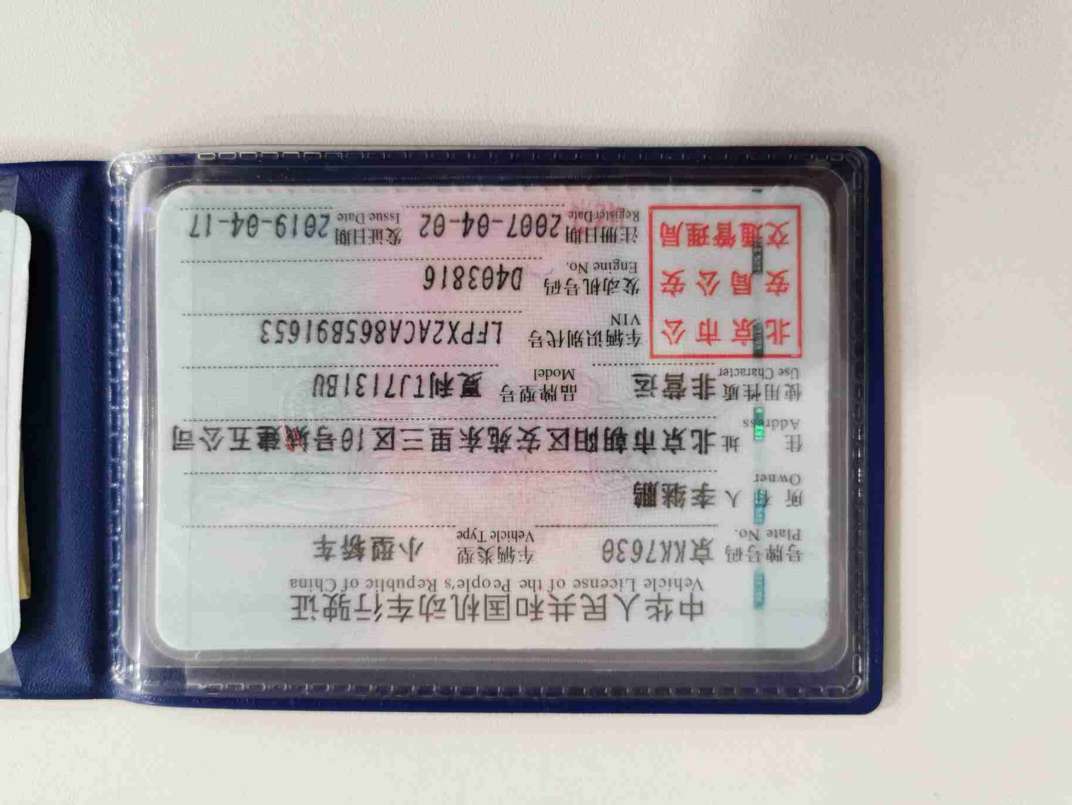 中华人民共和国机动车行驶证
Vehicle License of the People's Republic of China
号牌号码 京KK7630 车辆类型 小型轿车
Plate No. Vehicle Type
所有人 李继鹏
Owner
住址 北京市朝阳区安苑东里三区10号城建五公司
Address
使用性质 非营运 品牌型号 夏利TJ7131BU
Use Character Model
北京市公
安局公安
交通管理局
车辆识别代号 LFPX2ACA865B91653
VIN
发动机号码 D403816
Engine No.
注册日期 2007-04-02 发证日期 2019-04-17
Register Date Issue Date